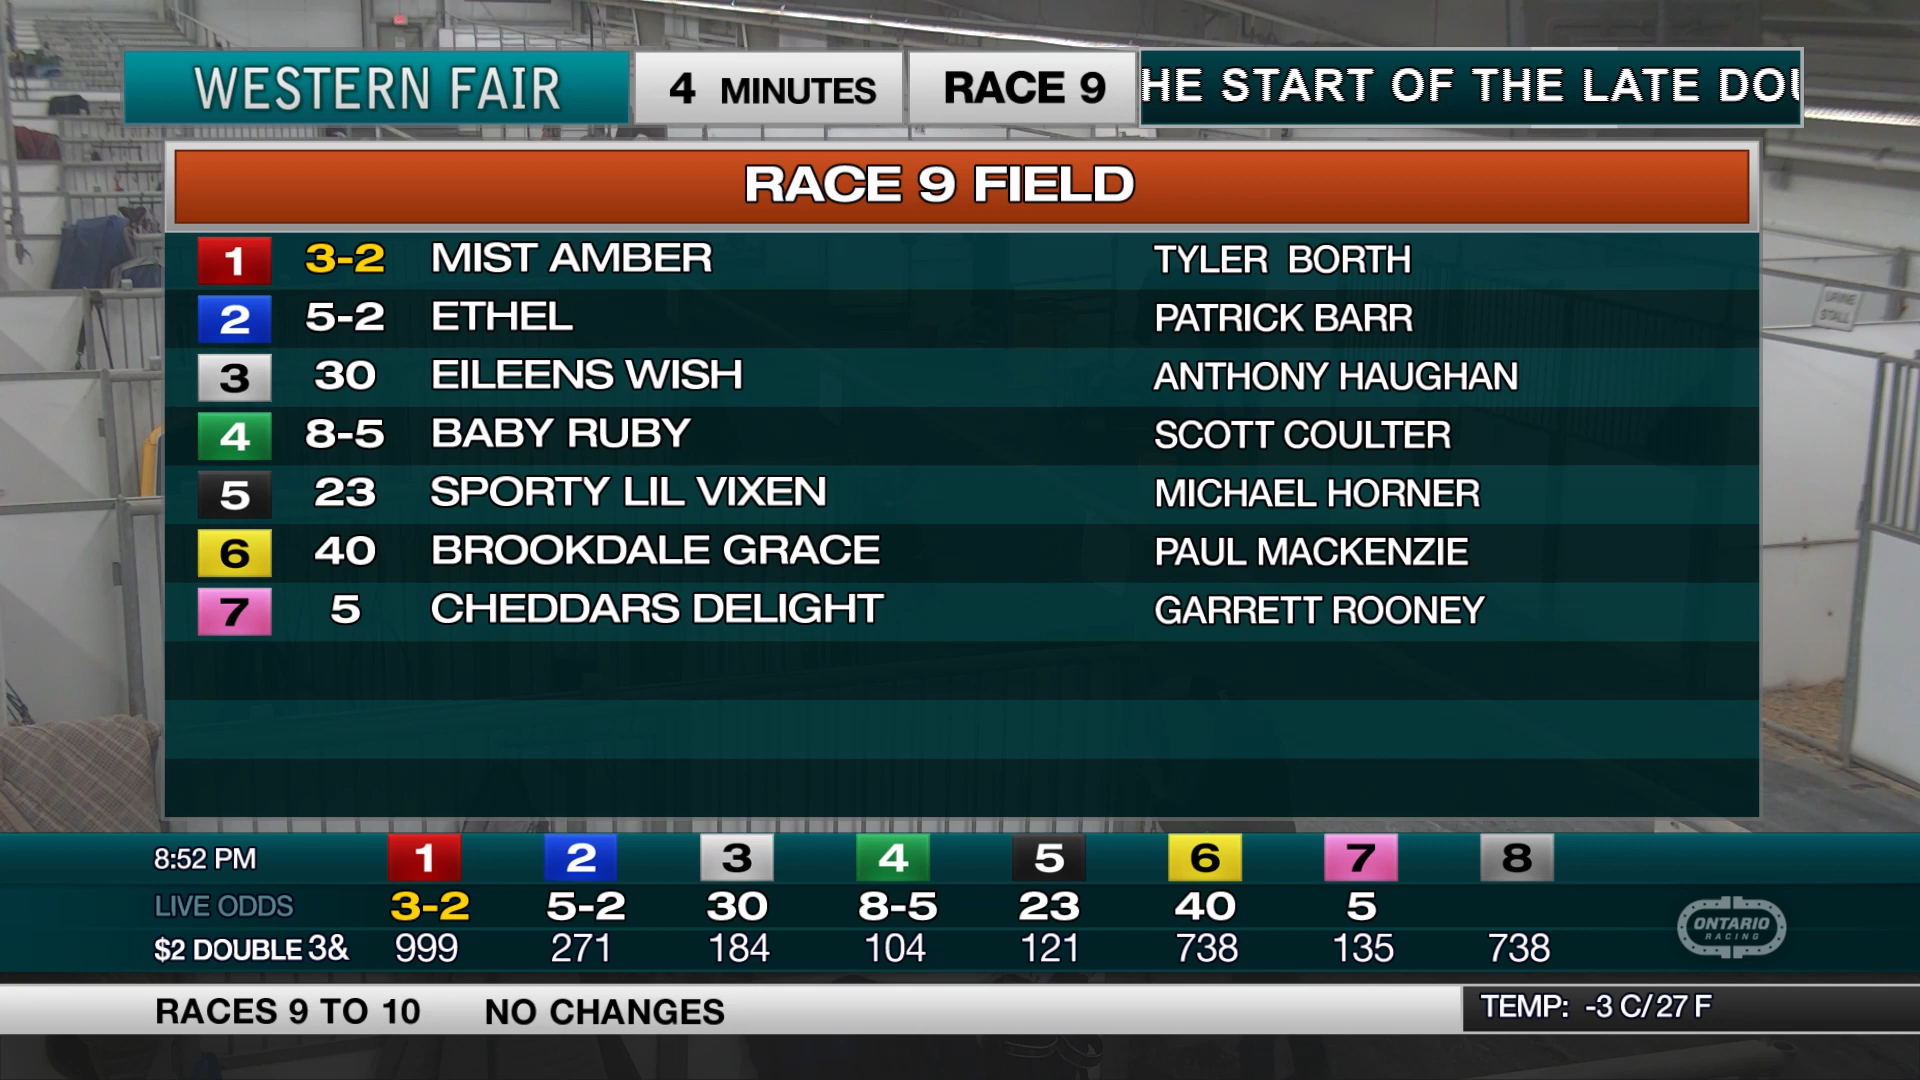 WESTERN FAIR 4 MINUTES RACE 9 HE START OF THE LATE DOU
RACE 9 FIELD
1 3-2 MIST AMBER TYLER BORTH
2 5-2 ETHEL PATRICK BARR
3 30 EILEENS WISH ANTHONY HAUGHAN
4 8-5 BABY RUBY SCOTT COULTER
5 23 SPORTY LIL VIXEN MICHAEL HORNER
6 40 BROOKDALE GRACE PAUL MACKENZIE
7 5 CHEDDARS DELIGHT GARRETT ROONEY
8:52 PM 1 2 3 4 5 6 7 8
LIVE ODDS 3-2 5-2 30 8-5 23 40 5
$2 DOUBLE 3& 999 271 184 104 121 738 135 738
ONTARIO
RACING
RACES 9 TO 10 NO CHANGES TEMP: -3 C/27 F